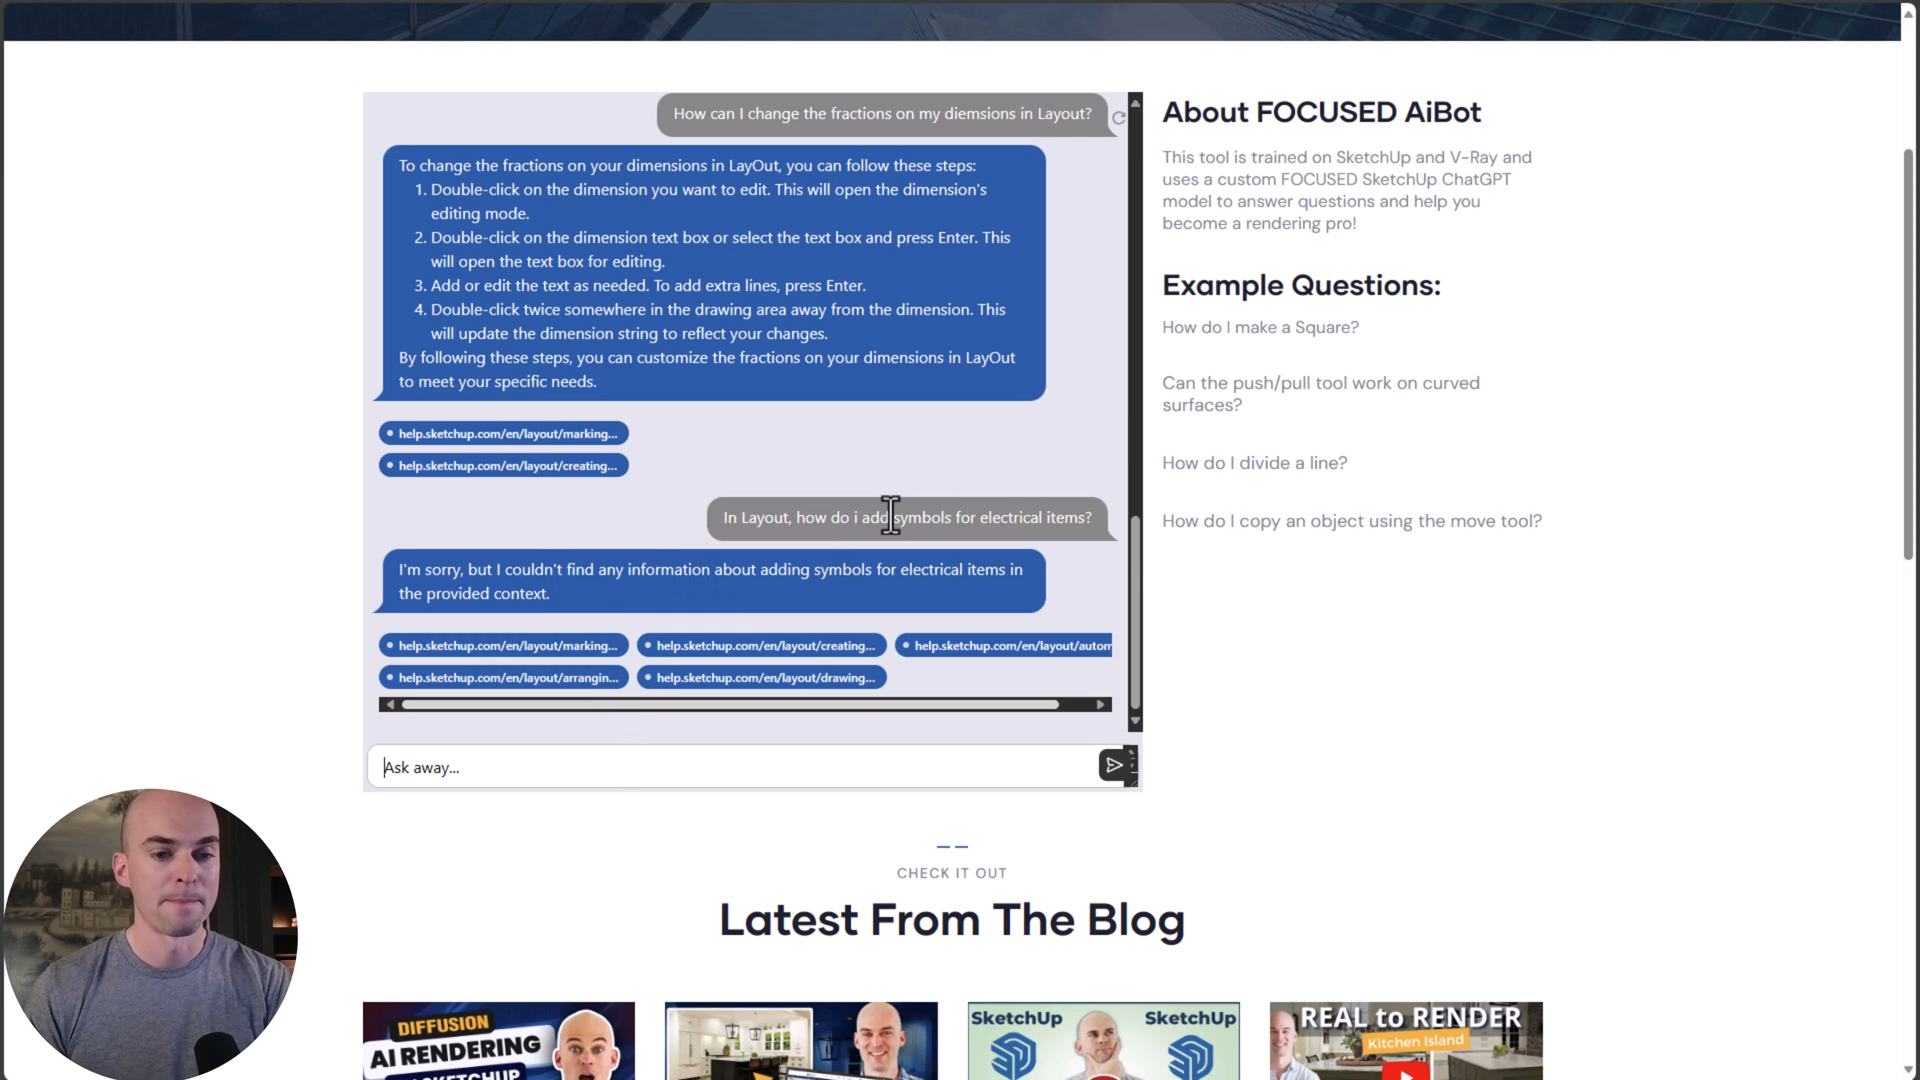 How can I change the fractions on my diemsions in Layout?
To change the fractions on your dimensions in LayOut, you can follow these steps:
1. Double-click on the dimension you want to edit. This will open the dimension's
editing mode.
2. Double-click on the dimension text box or select the text box and press Enter. This
will open the text box for editing.
3. Add or edit the text as needed. To add extra lines, press Enter.
4. Double-click twice somewhere in the drawing area away from the dimension. This
will update the dimension string to reflect your changes.
By following these steps, you can customize the fractions on your dimensions in LayOut
to meet your specific needs.
help.sketchup.com/en/layout/marking...
help.sketchup.com/en/layout/creating...
In Layout, how do i add symbols for electrical items?
I'm sorry, but I couldn't find any information about adding symbols for electrical items in
the provided context.
help.sketchup.com/en/layout/marking... help.sketchup.com/en/layout/creating... help.sketchup.com/en/layout/autom
help.sketchup.com/en/layout/arrangin... help.sketchup.com/en/layout/drawing...
Ask away...
About FOCUSED AiBot
This tool is trained on SketchUp and V-Ray and
uses a custom FOCUSED SketchUp ChatGPT
model to answer questions and help you
become a rendering pro!
Example Questions:
How do I make a Square?
Can the push/pull tool work on curved
surfaces?
How do I divide a line?
How do I copy an object using the move tool?
CHECK IT OUT
Latest From The Blog
DIFFUSION
AI RENDERING
SketchUp SketchUp
REAL to RENDER
Kitchen Island